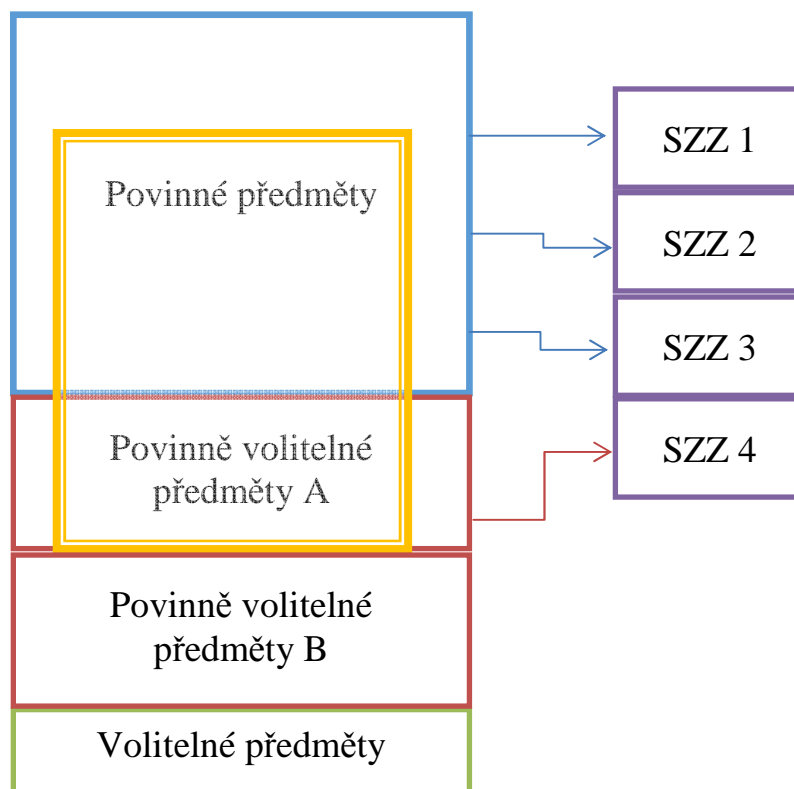 Povinné předměty
Povinně volitelné
předměty A
Povinně volitelné
předměty B
Volitelné předměty
SZZ 1
SZZ 2
SZZ 3
SZZ 4